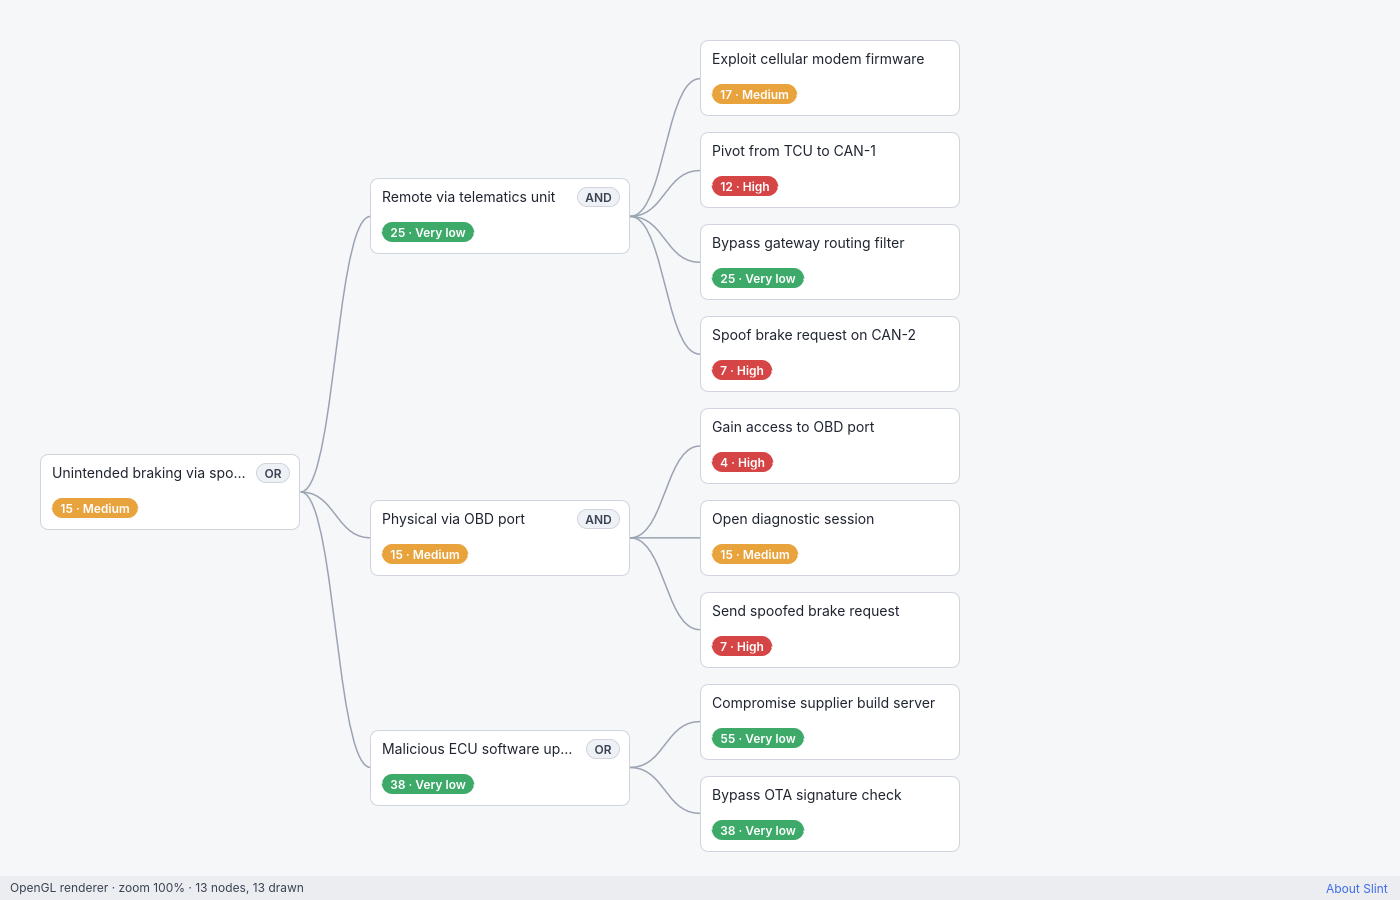 Exploit cellular modem firmware
17 · Medium
Pivot from TCU to CAN-1
12 · High
Remote via telematics unit AND
25 · Very low
Bypass gateway routing filter
25 · Very low
Spoof brake request on CAN-2
7 · High
Gain access to OBD port
4 · High
Unintended braking via spo... OR
15 · Medium
Physical via OBD port AND
15 · Medium
Open diagnostic session
15 · Medium
Send spoofed brake request
7 · High
Compromise supplier build server
55 · Very low
Malicious ECU software up... OR
38 · Very low
Bypass OTA signature check
38 · Very low
OpenGL renderer · zoom 100% · 13 nodes, 13 drawn
About Slint